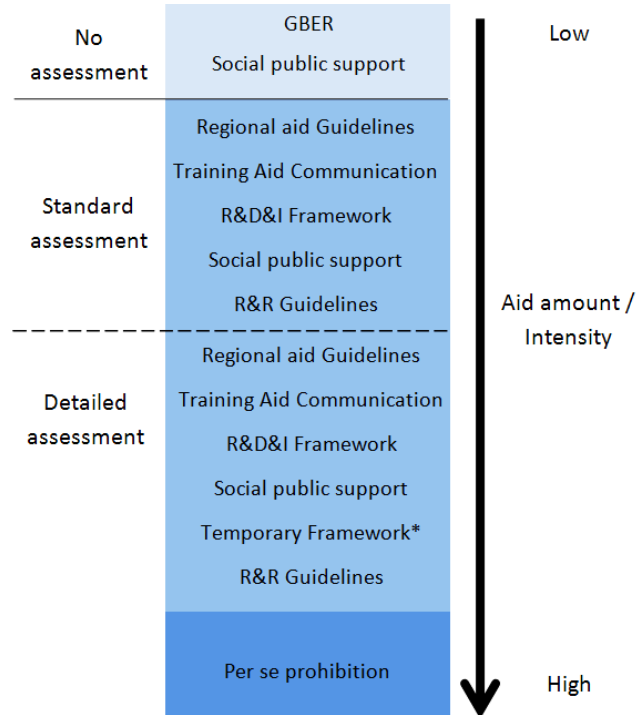 No
assessment
GBER
Social public support
Low
Standard
assessment
Regional aid Guidelines
Training Aid Communication
R&D&I Framework
Social public support
R&R Guidelines
Aid amount /
Intensity
Detailed
assessment
Regional aid Guidelines
Training Aid Communication
R&D&I Framework
Social public support
Temporary Framework*
R&R Guidelines
Per se prohibition
High